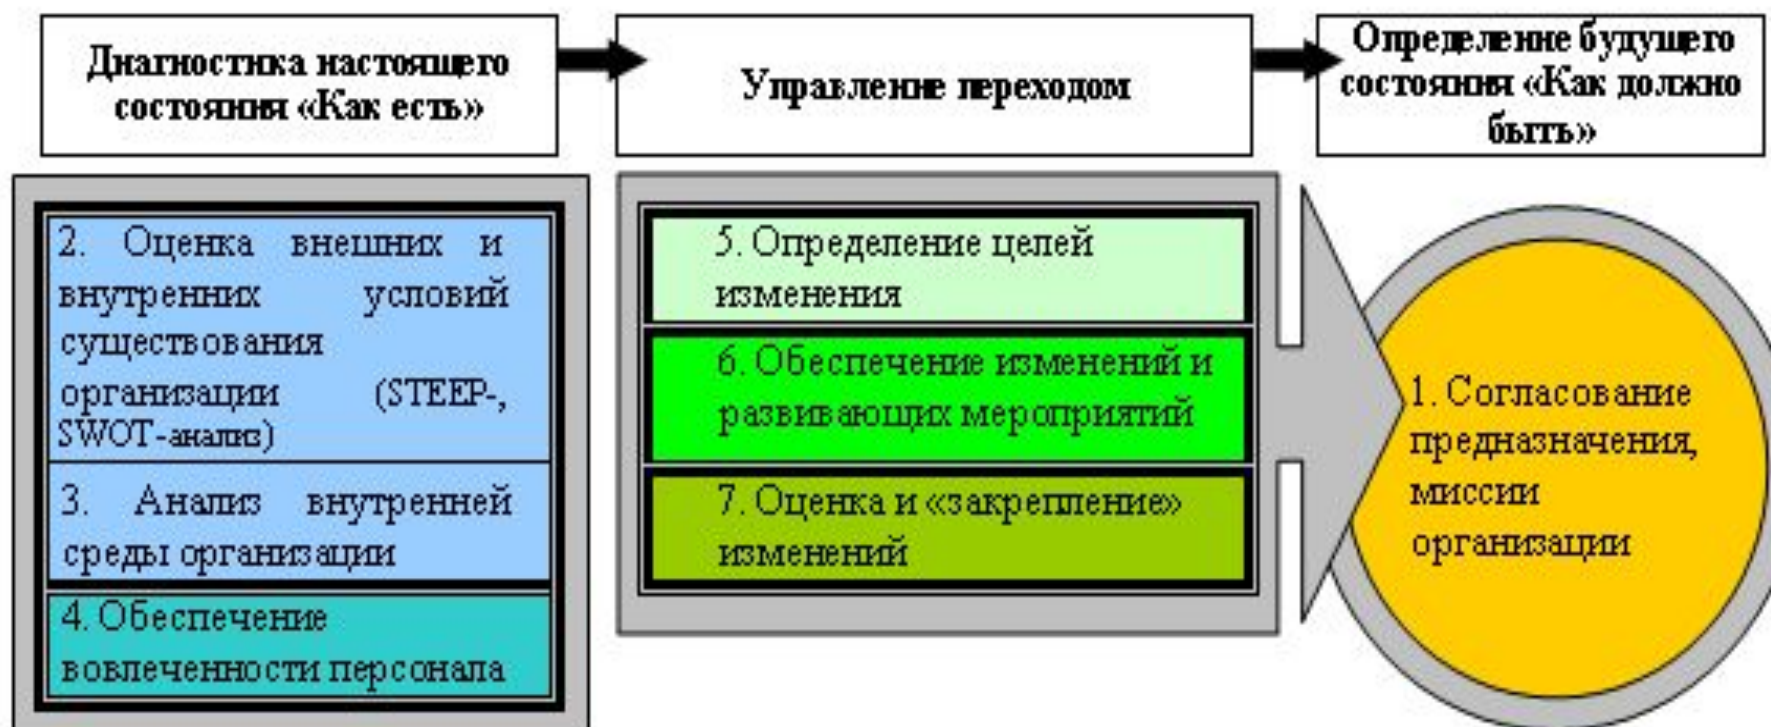 Диагностика настоящего
состояния «Как есть»
Управление переходом
Определение будущего
состояния «Как должно
быть»
2. Оценка внешних и
внутренних условий
существования
организации (STEEP-,
SWOT-анализ)
3. Анализ внутренней
среды организации
4. Обеспечение
вовлеченности персонала
5. Определение целей
изменения
6. Обеспечение изменений и
развивающих мероприятий
7. Оценка и «закрепление»
изменений
1. Согласование
предназначения,
миссии
организации